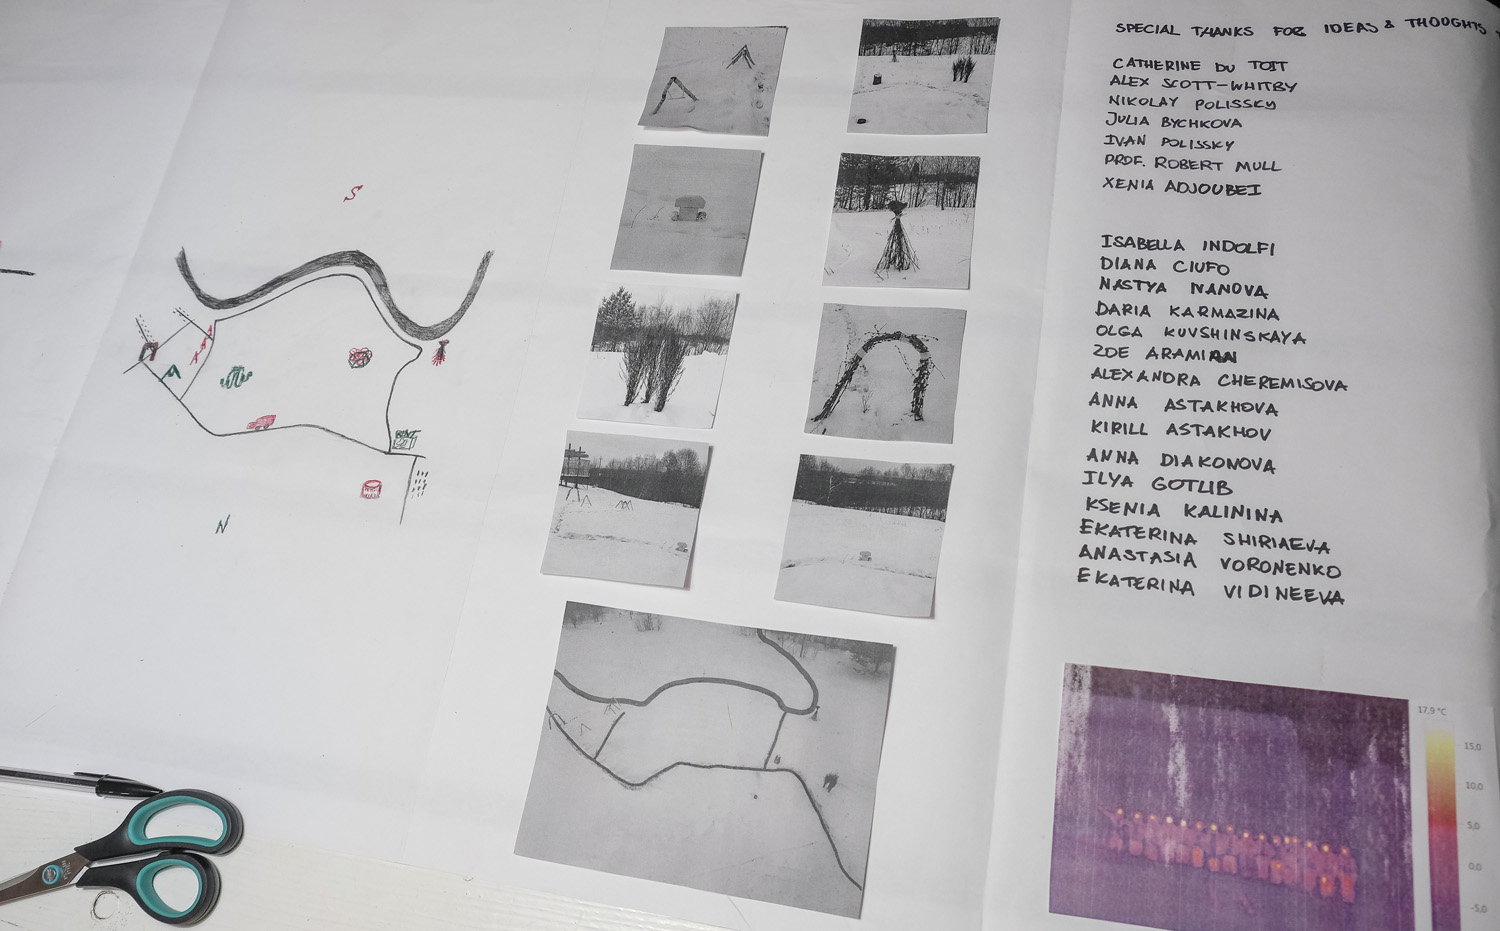 SPECIAL THANKS FOR IDEAS & THOUGHTS
CATHERINE DU TOIT
ALEX SCOTT-WHITBY
NIKOLAY POLISSKY
JULIA BYCHKOVA
IVAN POLISSKY
PROF. ROBERT MULL
XENIA ADJOUBEI
ISABELLA INDOLFI
DIANA CIUFO
NASTYA IVANOVA
DARIA KARMAZINA
OLGA KUVSHINSKAYA
ZOE ARAMIAN
ALEXANDRA CHEREMISOVA
ANNA ASTAKHOVA
KIRILL ASTAKHOV
ANNA DIAKONOVA
ILYA GOTLIB
KSENIA KALININA
EKATERINA SHIRIAEVA
ANASTASIA VORONENKO
EKATERINA VIDINEEVA
S
N
17,9 °C
15,0
10,0
5,0
0,0
-5,0